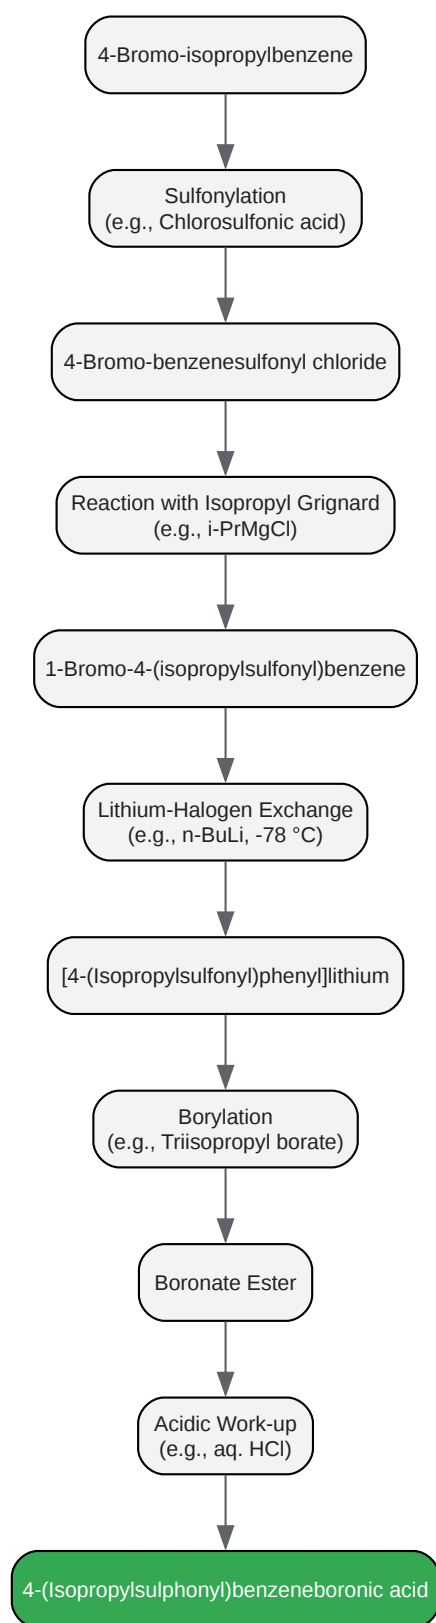 4-Bromo-isopropylbenzene
Sulfonylation
(e.g., Chlorosulfonic acid)
4-Bromo-benzenesulfonyl chloride
Reaction with Isopropyl Grignard
(e.g., i-PrMgCl)
1-Bromo-4-(isopropylsulfonyl)benzene
Lithium-Halogen Exchange
(e.g., n-BuLi, -78 °C)
[4-(Isopropylsulfonyl)phenyl]lithium
Borylation
(e.g., Triisopropyl borate)
Boronate Ester
Acidic Work-up
(e.g., aq. HCl)
4-(Isopropylsulphonyl)benzeneboronic acid